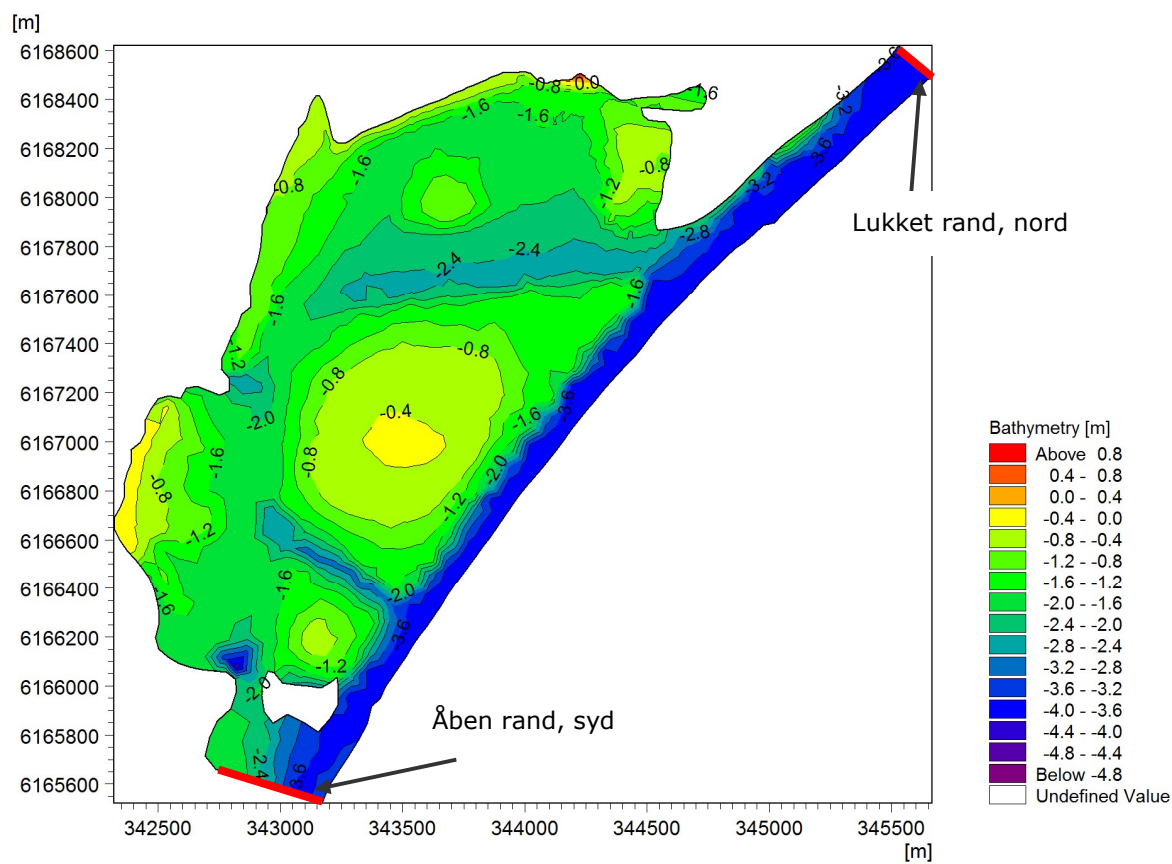 [m]
6168600
6168400
6168200
6168000
6167800
6167600
6167400
6167200
6167000
6166800
6166600
6166400
6166200
6166000
6165800
6165600
342500 343000 343500 344000 344500 345000 345500
[m]
-0.8 0.0
-1.6
-1.6
-1.6
-3.2
-3.6
-1.6
-0.8
-0.8
-1.2
-3.2
-2.8
-2.4
-2.4
-1.6
-1.6
-1.2
-0.8
-0.8
-3.6
-2.0
-0.4
-1.6
-1.6
-0.8
-2.0
-0.8
-1.2
-1.2
-1.6
-1.6
-2.0
-3.6
-1.2
-2.0
-2.4
Lukket rand, nord
Åben rand, syd
Bathymetry [m]
Above 0.8
0.4 - 0.8
0.0 - 0.4
-0.4 - 0.0
-0.8 - -0.4
-1.2 - -0.8
-1.6 - -1.2
-2.0 - -1.6
-2.4 - -2.0
-2.8 - -2.4
-3.2 - -2.8
-3.6 - -3.2
-4.0 - -3.6
-4.4 - -4.0
-4.8 - -4.4
Below -4.8
Undefined Value